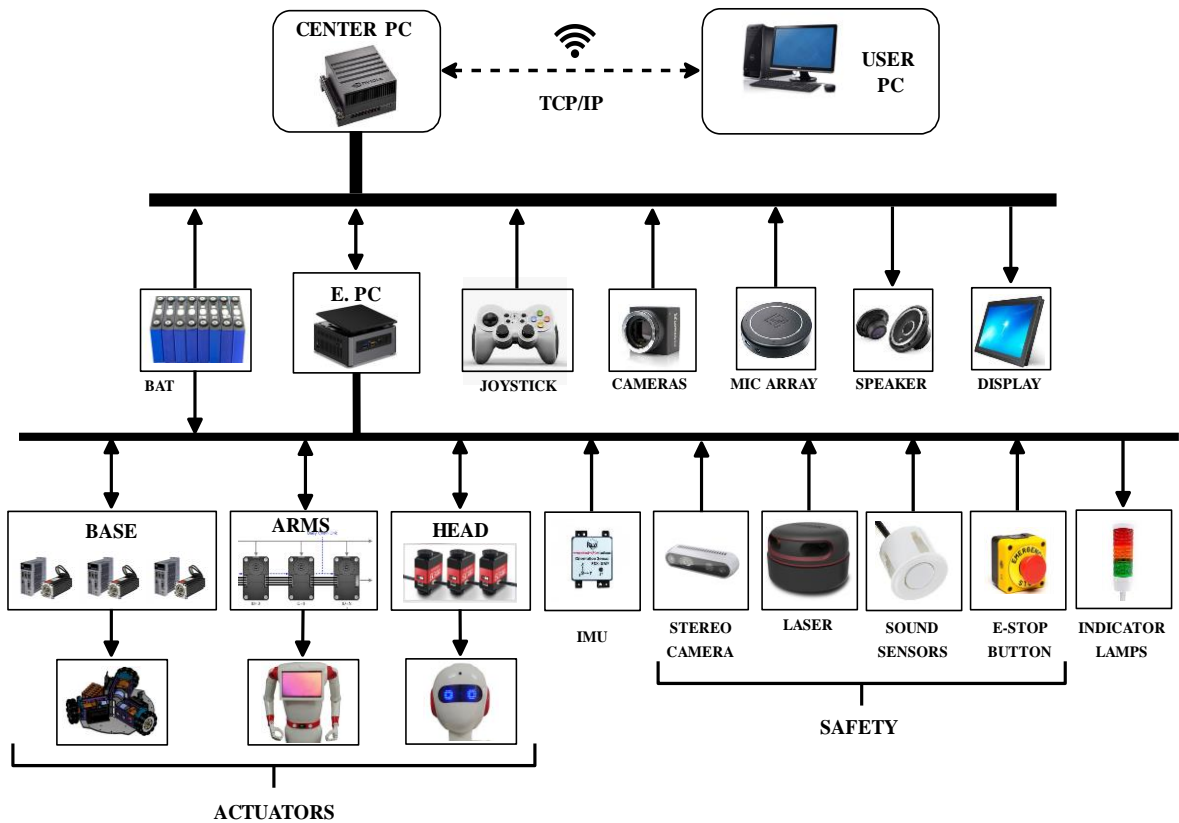 CENTER PC
TCP/IP
USER
PC
BAT
E. PC
JOYSTICK
CAMERAS
MIC ARRAY
SPEAKER
DISPLAY
BASE
ARMS
HEAD
IMU
STEREO
CAMERA
LASER
SOUND
SENSORS
EMERGENCY
E-STOP
BUTTON
INDICATOR
LAMPS
SAFETY
ACTUATORS